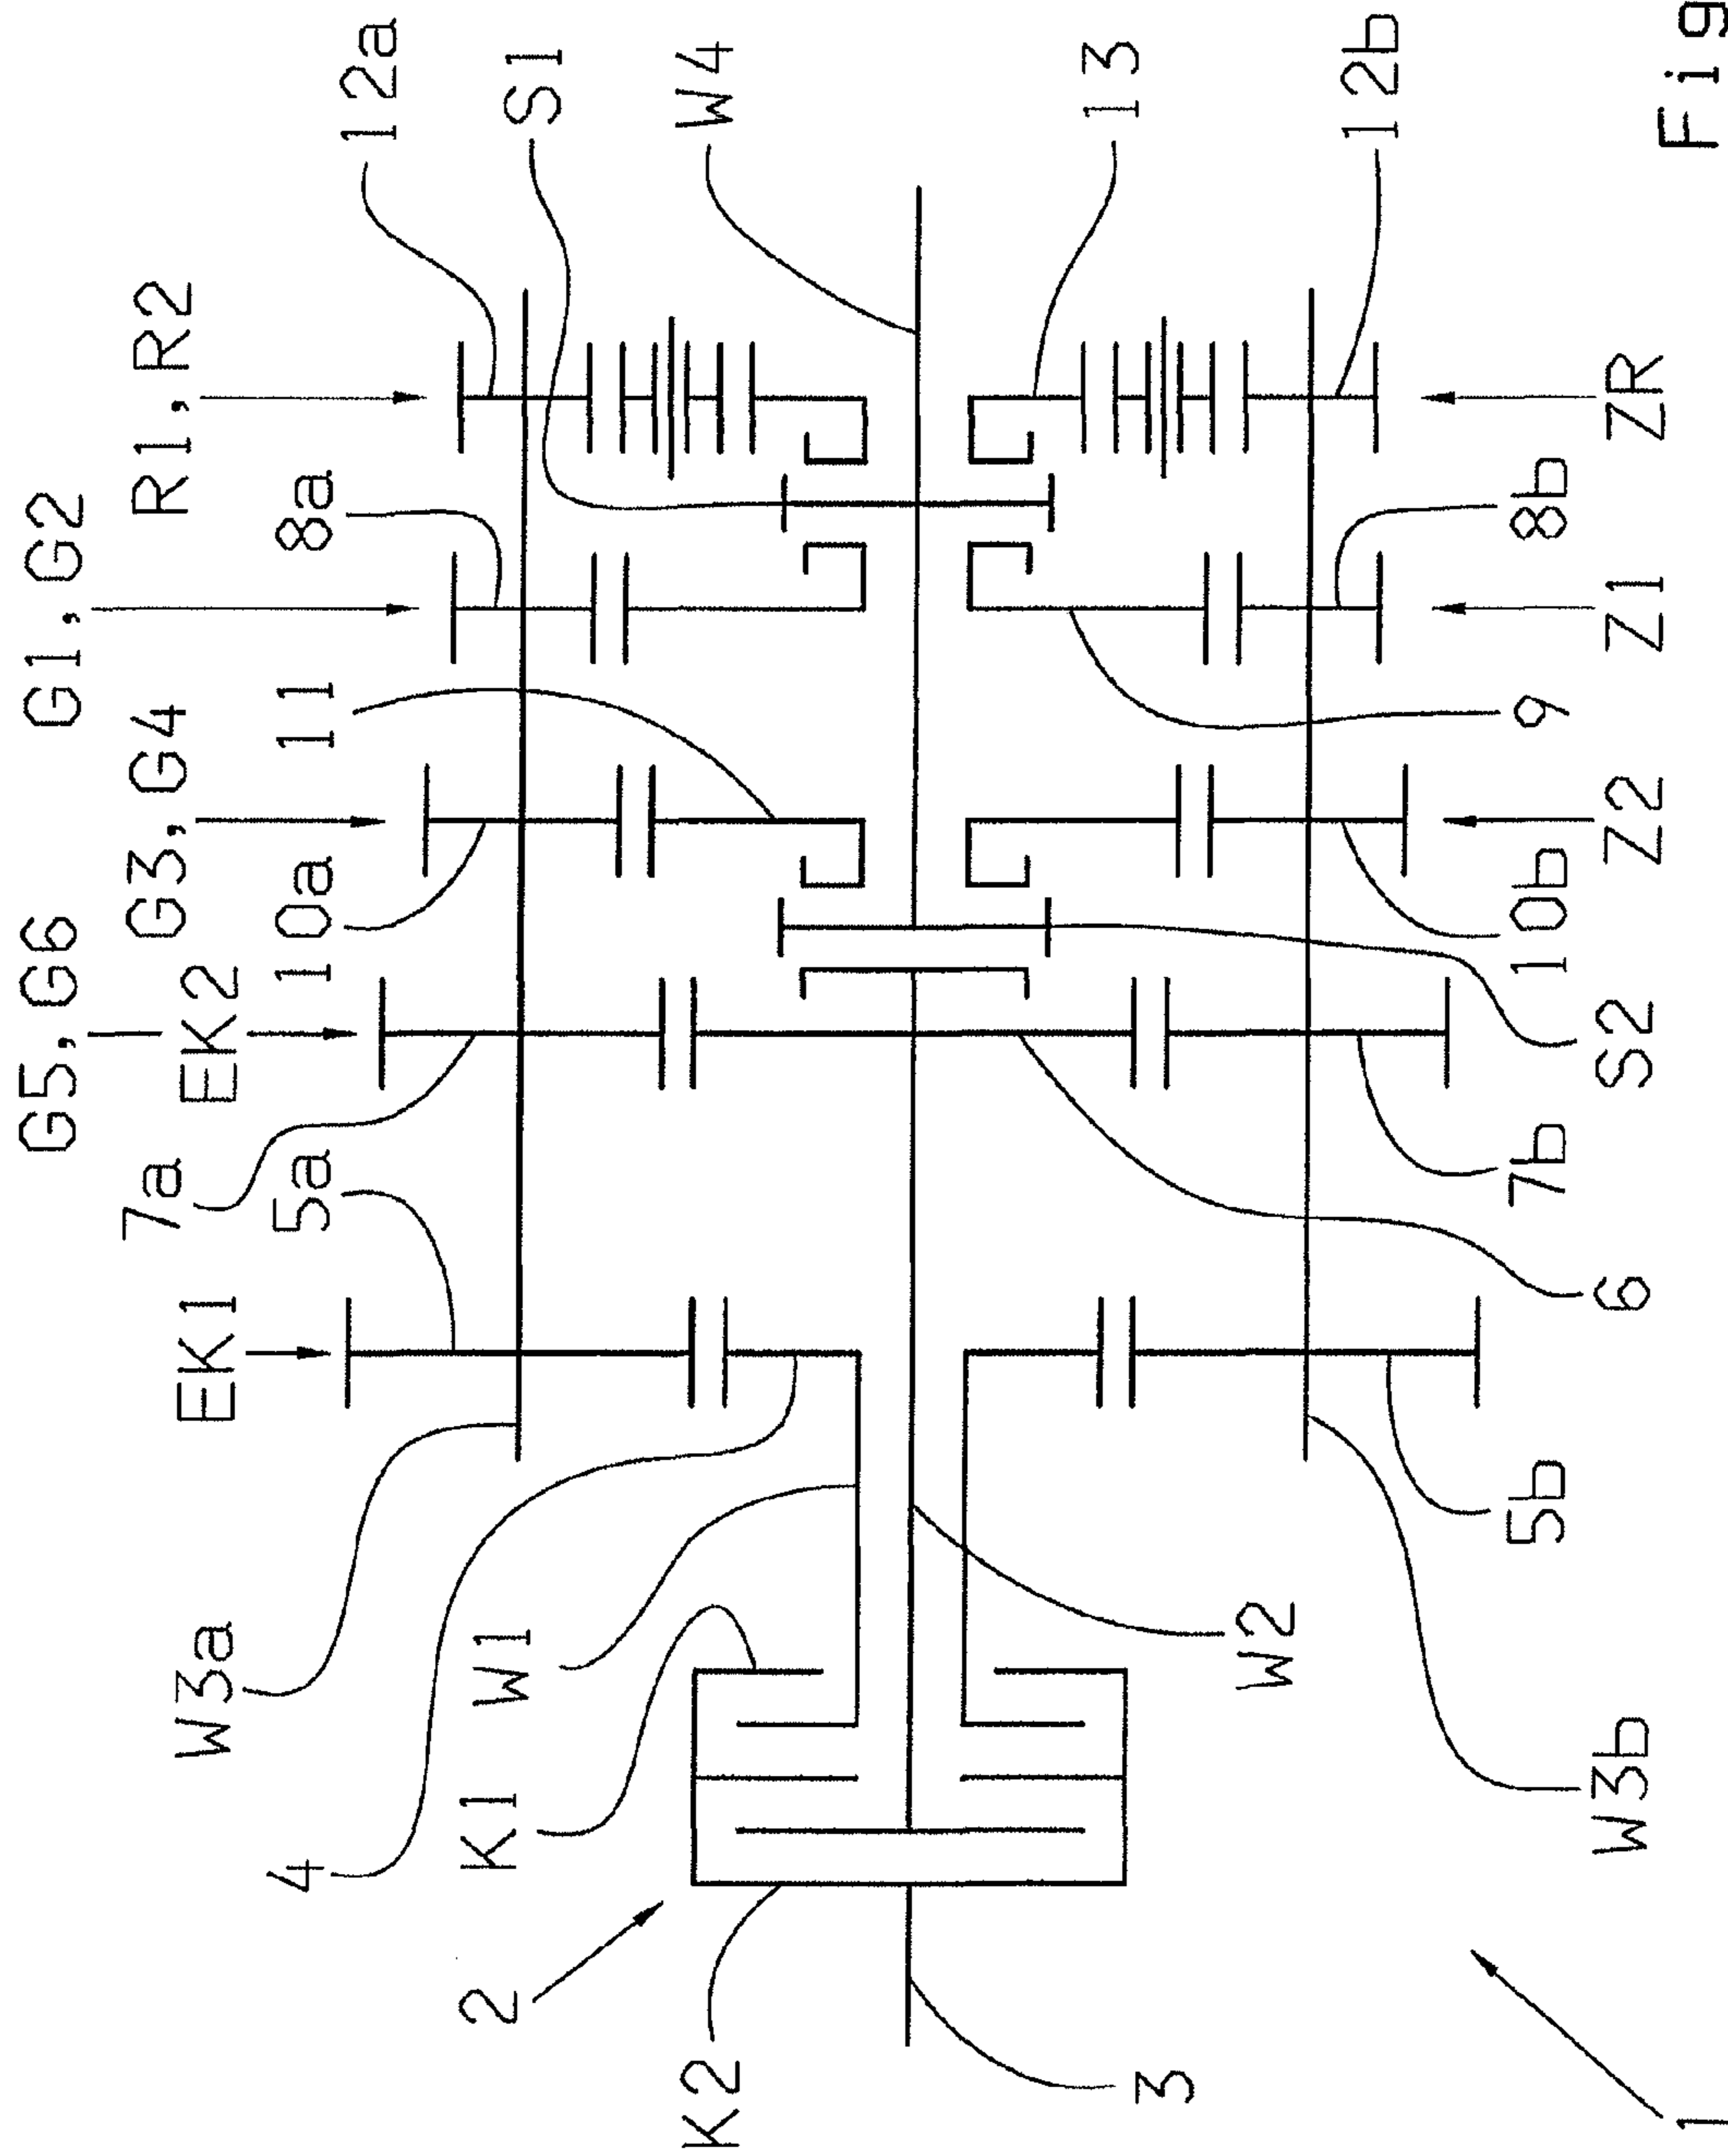 G5, G6
G1, G2
EK1
7a
EK2
G3, G4
R1, R2
W3a
5a
10a
11
8a
12a
4
K1
W1
S1
2
K2
W4
3
W2
13
5b
7b
10b
9
8b
12b
W3b
6
S2
Z2
Z1
ZR
1
Fig